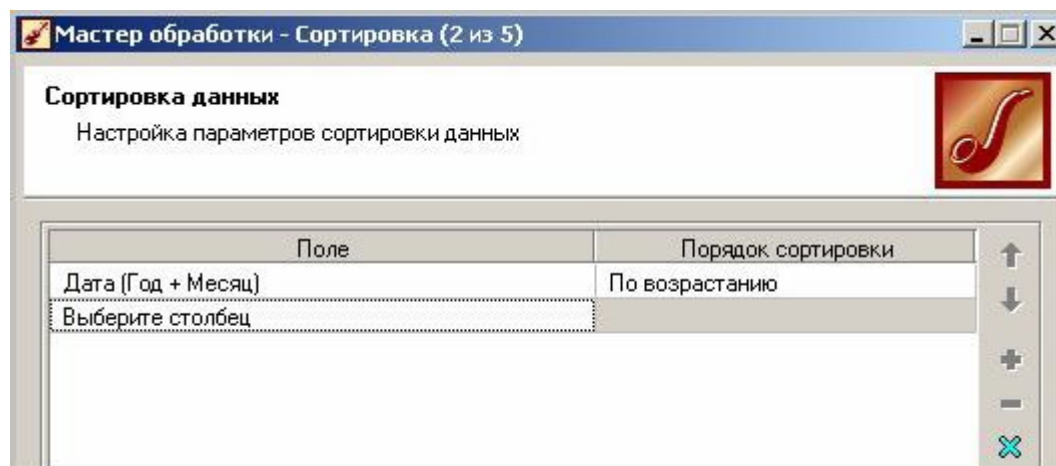 Мастер обработки - Сортировка (2 из 5)
Сортировка данных
Настройка параметров сортировки данных
Поле Порядок сортировки
Дата (Год + Месяц) По возрастанию
Выберите столбец